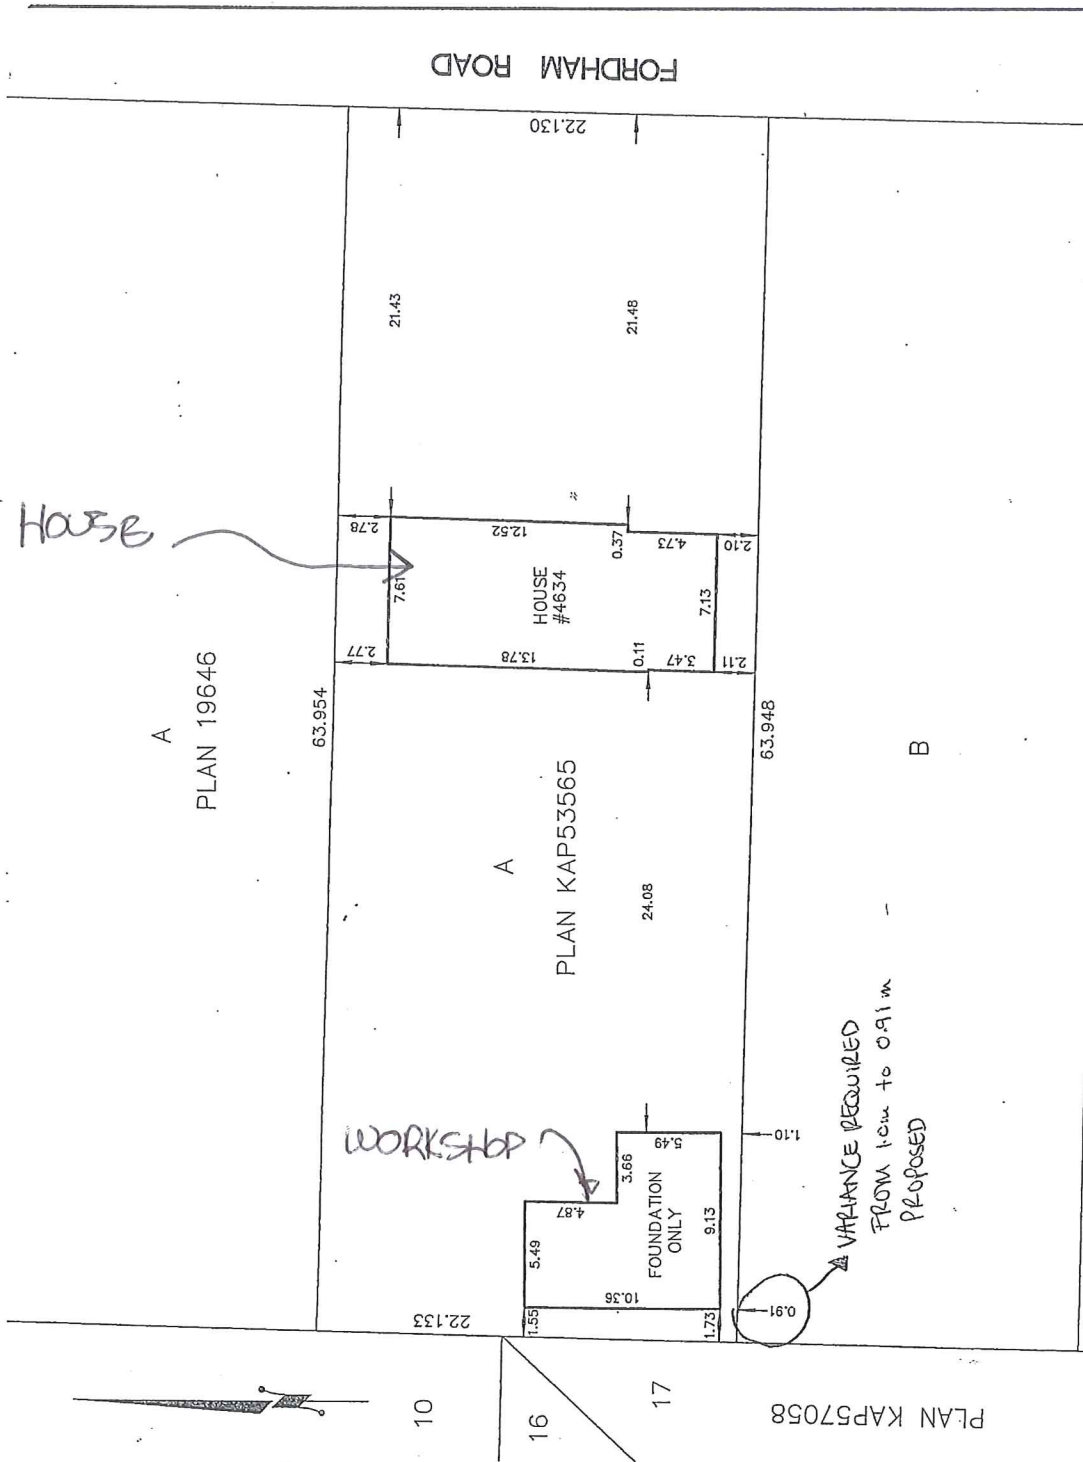 FORDHAM ROAD
22.130
21.43
21.48
HOUSE
2.78
12.52
0.37
4.73
2.10
7.61
HOUSE
#4634
7.13
2.77
13.78
0.11
3.47
2.11
A
PLAN 19646
63.954
63.948
B
A
PLAN KAP53565
24.08
WORKSHOP
5.49
3.66
4.87
5.49
FOUNDATION
ONLY
9.13
10.36
1.10
1.55
1.73
0.91
VARIANCE REQUIRED
FROM 1.0m to 0.91m
PROPOSED
22.133
10
16
17
PLAN KAP57058